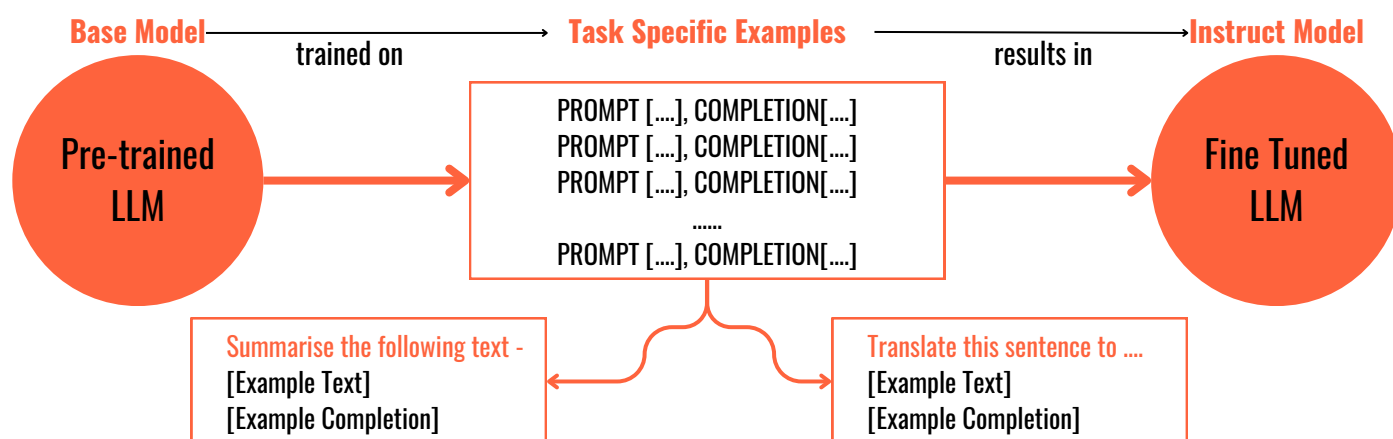 Base Model
trained on
Task Specific Examples
results in
Instruct Model
Pre-trained
LLM
PROMPT [....], COMPLETION[....]
PROMPT [....], COMPLETION[....]
PROMPT [....], COMPLETION[....]
......
PROMPT [....], COMPLETION[....]
Fine Tuned
LLM
Summarise the following text -
[Example Text]
[Example Completion]
Translate this sentence to ....
[Example Text]
[Example Completion]